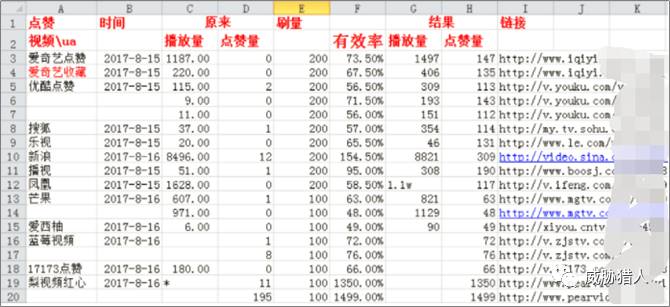 A B C D E F G H I J K
1 点赞 时间 原来 刷量 结果 链接
2 视频\ua 播放量 点赞量 有效率 播放量 点赞量
3 爱奇艺点赞 2017-8-15 1187.00 0 200 73.50% 1497 147 http://www.iqiyi.
4 爱奇艺收藏 2017-8-15 220.00 0 200 67.50% 406 135 http://www.iqiyi.
5 优酷点赞 2017-8-15 115.00 2 200 56.50% 309 113 http://v.youku.com/v
6 9.00 0 200 71.50% 193 143 http://v.youku.com/
7 11.00 0 200 56.00% 151 112 http://v.youku.com/
8 搜狐 2017-8-15 37.00 1 200 57.00% 354 114 http://my.tv.sohu.
9 乐视 2017-8-15 20.00 0 200 65.50% 46 131 http://www.le.com/v
10 新浪 2017-8-16 8496.00 12 200 154.50% 8821 309 http://video.sina.c
11 播视 2017-8-15 51.00 0 200 95.00% 308 190 http://www.boosj.c
12 凤凰 2017-8-15 1628.00 0 200 58.50% 1.1w 117 http://v.ifeng.com/
13 芒果 2017-8-16 607.00 1 100 63.00% 821 63 http://www.mgtv.com
14 971.00 0 100 48.00% 1129 48 http://www.mgtv.com
15 爱西柚 2017-8-16 6.00 0 100 49.00% 90 49 http://xiyou.cntv
16 蓝莓视频 2017-8-16 1 100 72.00% 72 http://v.zjstv.com
17 8 100 76.00% 76 http://v.zjstv.c
18 17173点赞 2017-8-16 180.00 0 100 66.00% 66 http://v.
19 梨视频红心 2017-8-16 * 11 100 1350.00% 1350 http://www.pearvi
20 195 100 1499.00% 1499 http://www.pearvid
威胁猎人